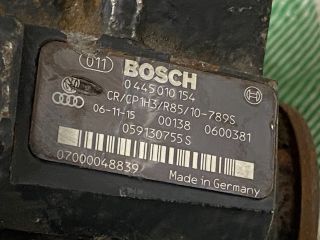 011 BOSCH
0 445 010 154
CR/CP1H3/R85/10-789S
06-11-15 00138 0600381
059130755 S
07000048839 Made in Germany